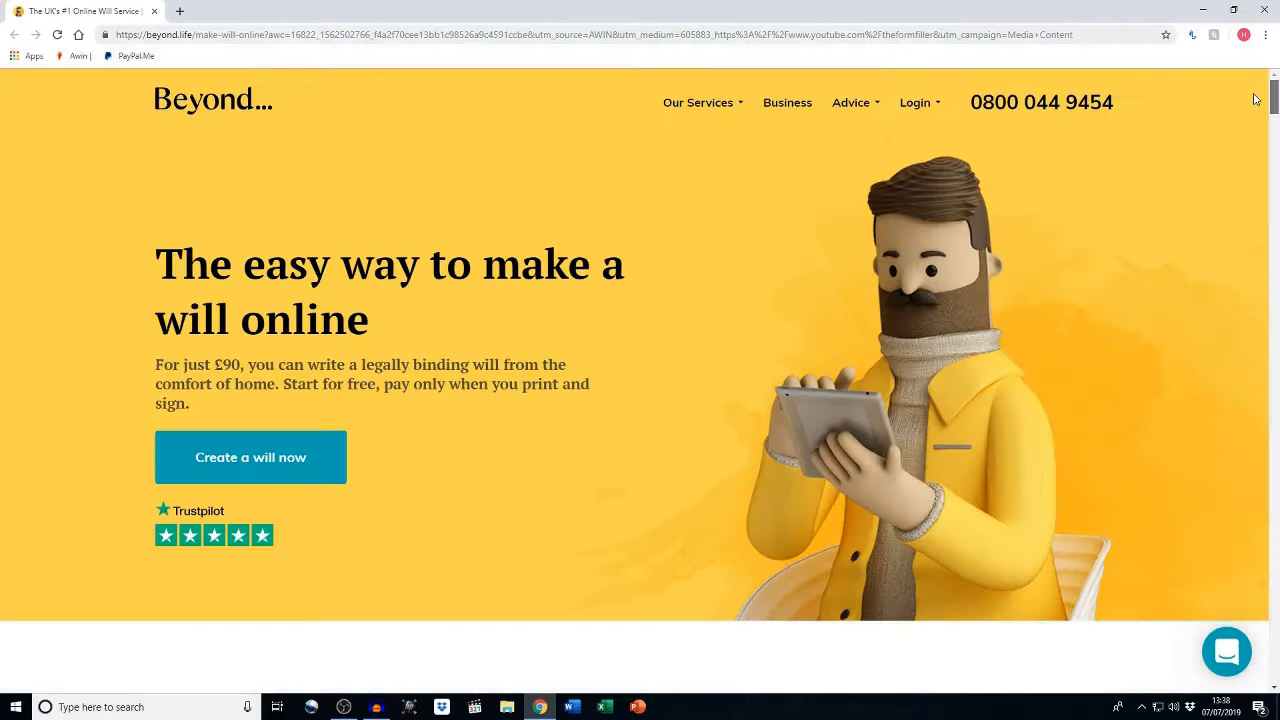 The UK's #1 Online Will Service |
https://beyond.life/make-will-online?awc=16822_1562502766_f4a2f70cee13bb1c98526a9c4591ccbe&utm_source=AWIN&utm_medium=605883_https%3A%2F%2Fwww.youtube.com%2Ftheformfiller&utm_campaign=Media+Content
H
Apps
Awin |
PayPal.Me
Beyond...
Our Services
Business
Advice
Login
0800 044 9454
The easy way to make a
will online
For just £90, you can write a legally binding will from the
comfort of home. Start for free, pay only when you print and
sign.
Create a will now
Trustpilot
Type here to search
13:38
07/07/2019
2